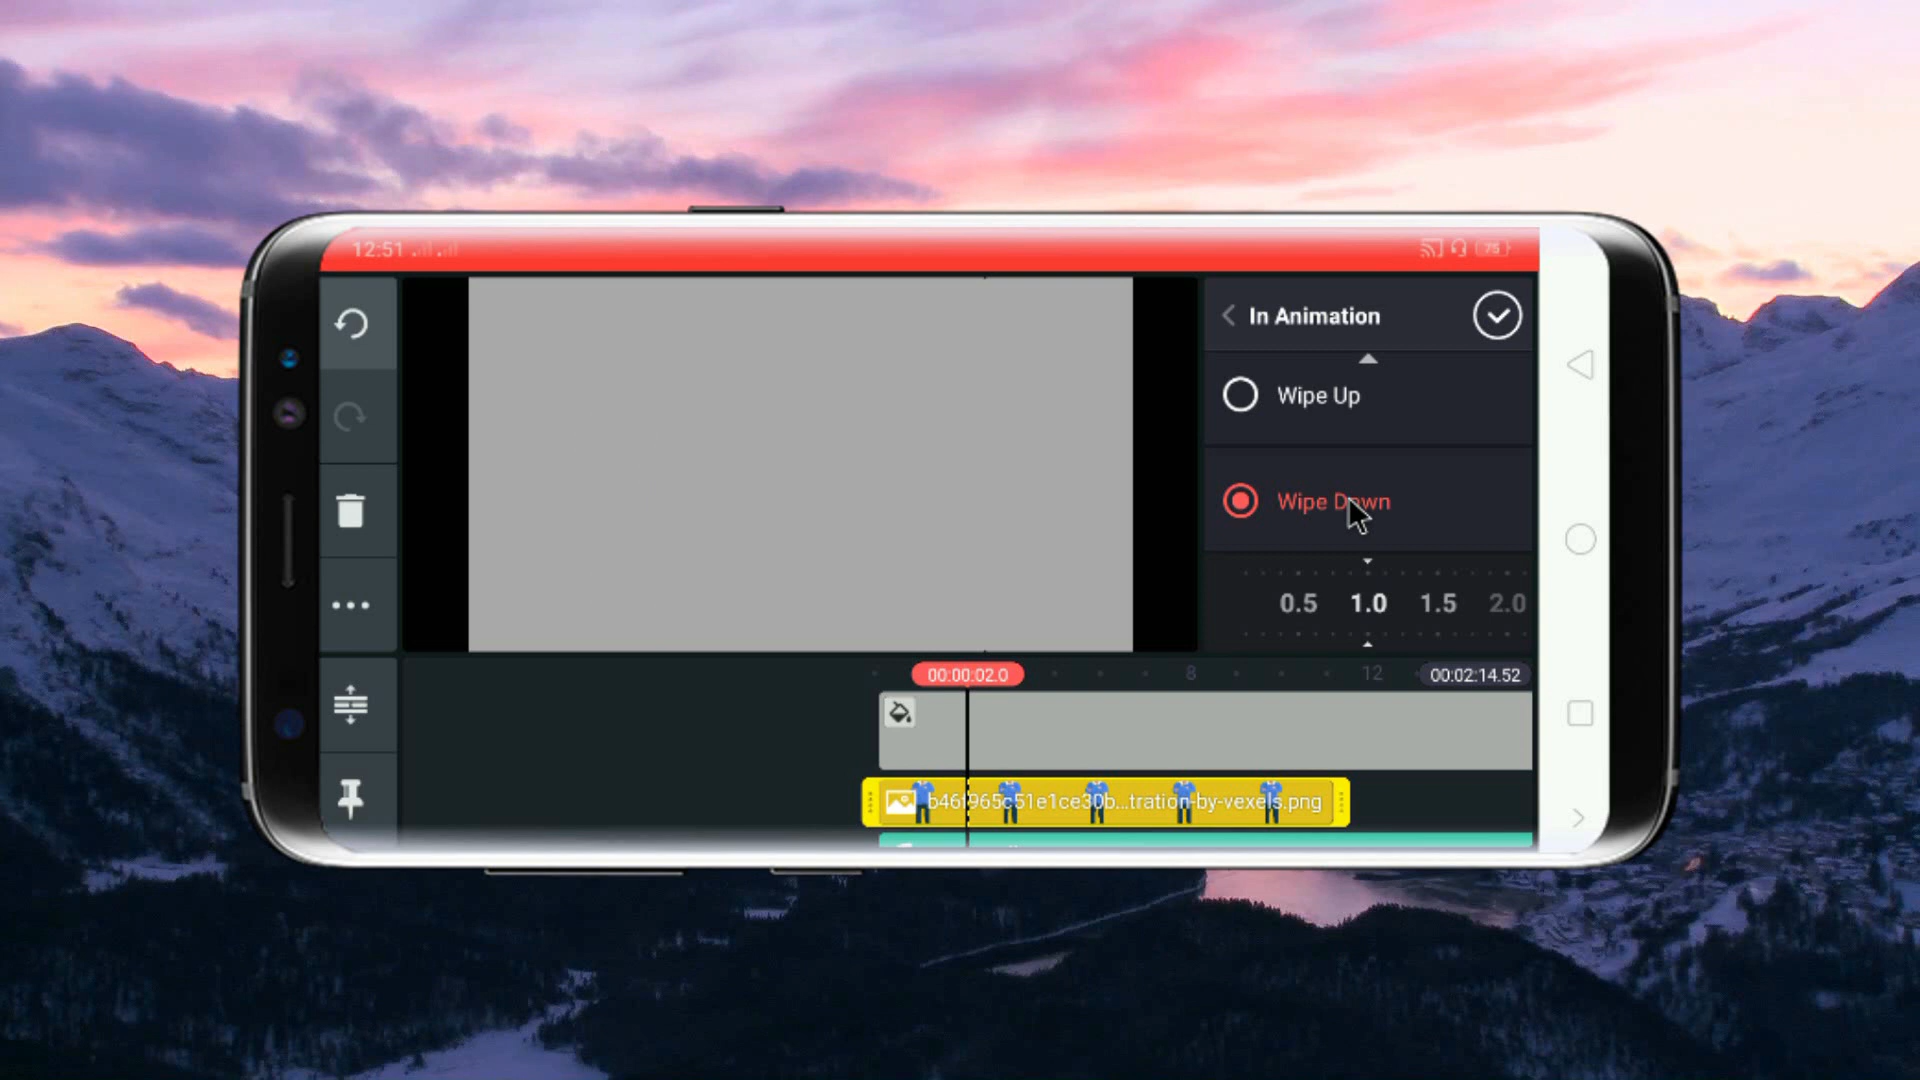 12:51
75
In Animation
Wipe Up
Wipe Down
0.5 1.0 1.5 2.0
00:00:02.0 8 12 00:02:14.52
b46f965c51e1ce30b...tration-by-vexels.png